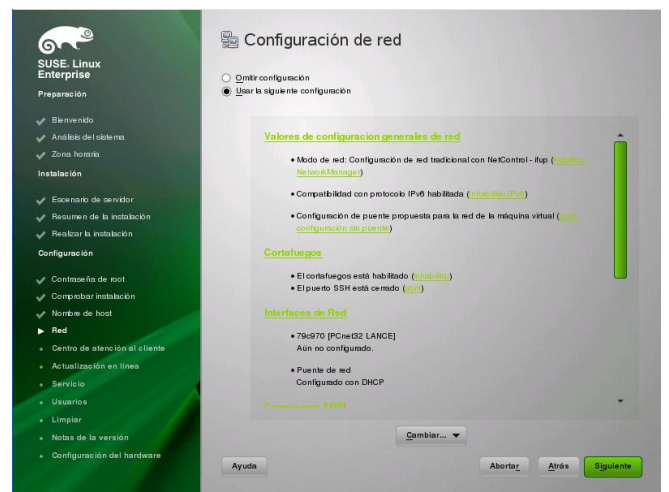 SUSE. Linux
Enterprise
Preparación
Bienvenido
Análisis del sistema
Zona horaria
Instalación
Escenario de servidor
Resumen de la instalación
Realizar la instalación
Configuración
Contraseña de root
Comprobar instalación
Nombre de host
Red
Centro de atención al cliente
Actualización en línea
Servicio
Usuarios
Limpiar
Notas de la versión
Configuración del hardware
Configuración de red
Omitir configuración
Usar la siguiente configuración
Valores de configuración generales de red
Modo de red: Configuración de red tradicional con NetControl - ifup (
NetworkManager)
Compatibilidad con protocolo IPv6 habilitada (inhabilitar IPv6)
Configuración de puente propuesta para la red de la máquina virtual (
configuración sin puente)
Cortafuegos
El cortafuegos está habilitado (inhabilitar)
El puerto SSH está cerrado (abrir)
Interfaces de Red
79c970 [PCnet32 LANCE]
Aún no configurado.
Puente de red
Configurado con DHCP
Cambiar...
Ayuda
Abortar
Atrás
Siguiente